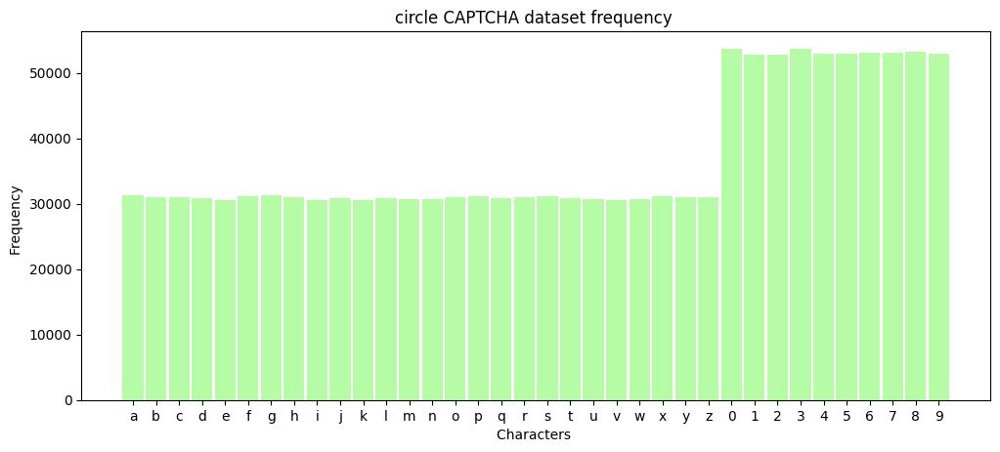 circle CAPTCHA dataset frequency
Frequency
50000
40000
30000
20000
10000
0
a b c d e f g h i j k l m n o p q r s t u v w x y z 0 1 2 3 4 5 6 7 8 9
Characters